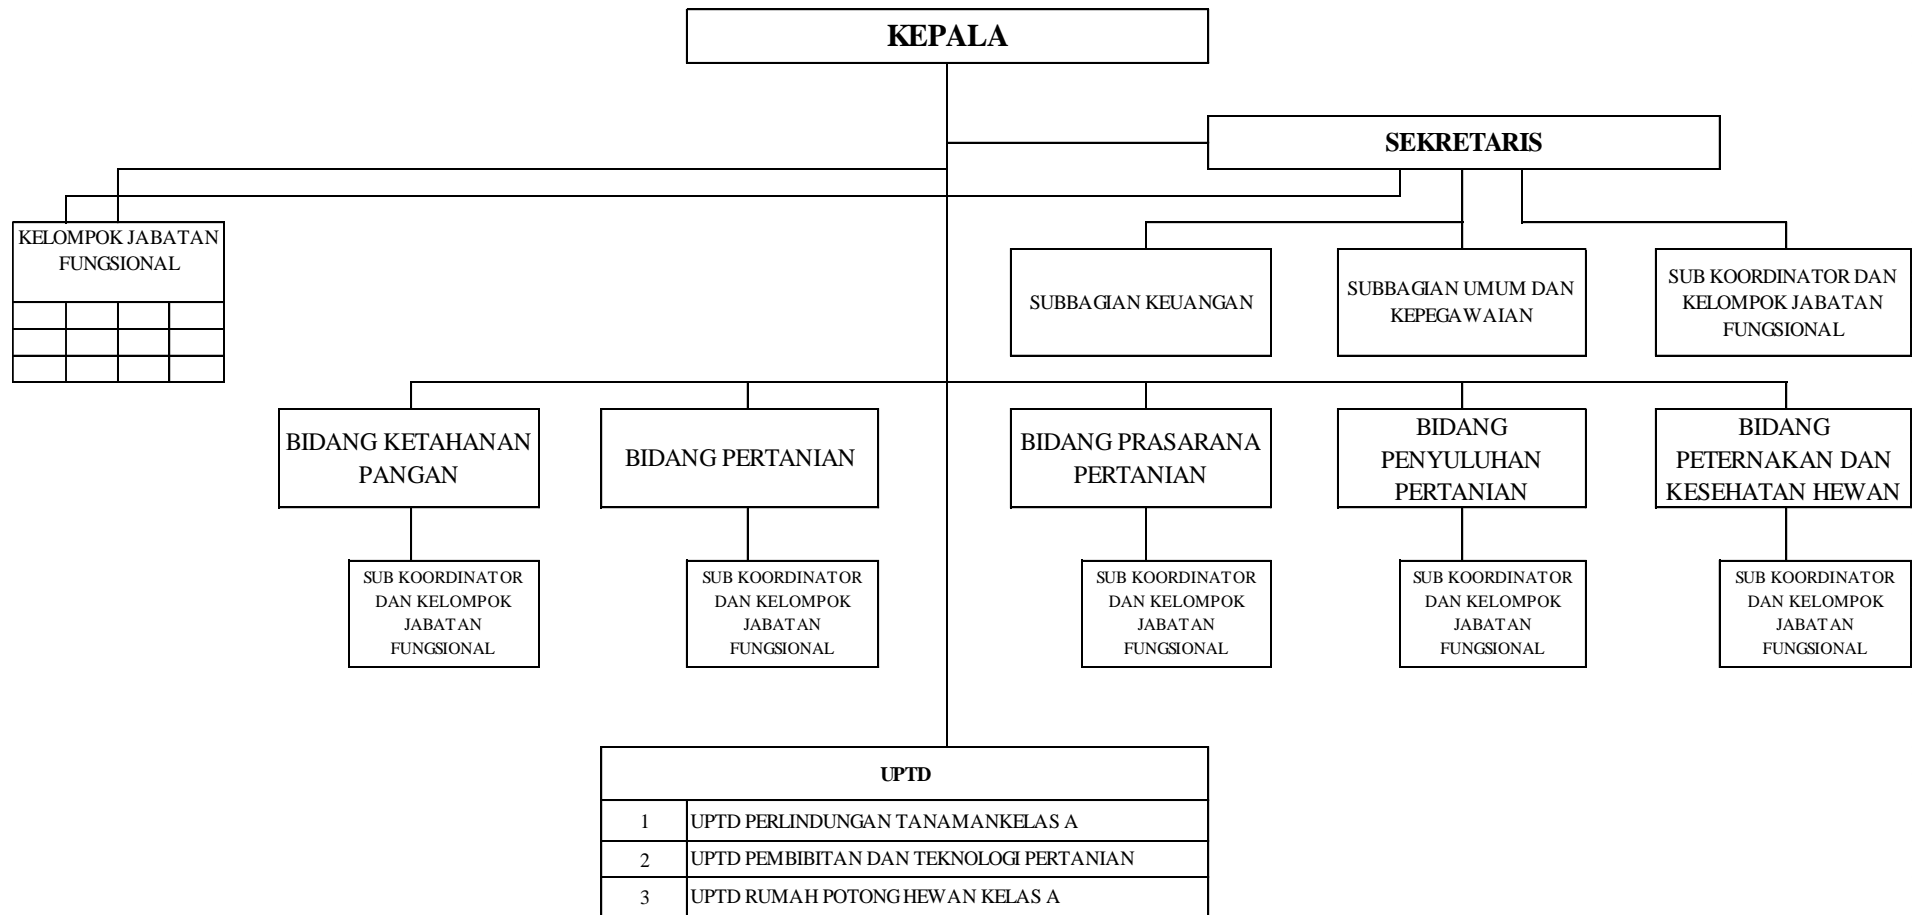 KEPALA
SEKRETARIS
KELOMPOK JABATAN
FUNGSIONAL
SUBBAGIAN KEUANGAN
SUBBAGIAN UMUM DAN
KEPEGAWAIAN
SUB KOORDINATOR DAN
KELOMPOK JABATAN
FUNGSIONAL
BIDANG KETAHANAN
PANGAN
BIDANG PERTANIAN
BIDANG PRASARANA
PERTANIAN
BIDANG
PENYULUHAN
PERTANIAN
BIDANG
PETERNAKAN DAN
KESEHATAN HEWAN
SUB KOORDINATOR
DAN KELOMPOK
JABATAN
FUNGSIONAL
SUB KOORDINATOR
DAN KELOMPOK
JABATAN
FUNGSIONAL
SUB KOORDINATOR
DAN KELOMPOK
JABATAN
FUNGSIONAL
SUB KOORDINATOR
DAN KELOMPOK
JABATAN
FUNGSIONAL
SUB KOORDINATOR
DAN KELOMPOK
JABATAN
FUNGSIONAL
UPTD
1 UPTD PERLINDUNGAN TANAMANKELAS A
2 UPTD PEMBIBITAN DAN TEKNOLOGI PERTANIAN
3 UPTD RUMAH POTONG HEWAN KELAS A